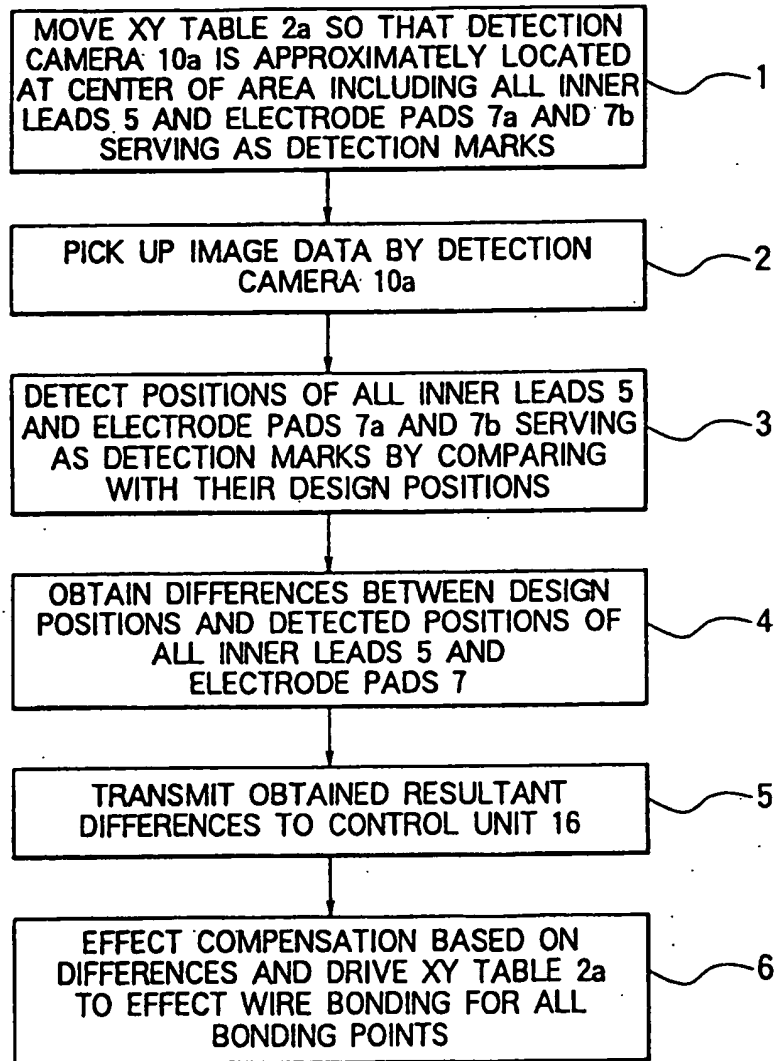 MOVE XY TABLE 2a SO THAT DETECTION
CAMERA 10a IS APPROXIMATELY LOCATED
AT CENTER OF AREA INCLUDING ALL INNER
LEADS 5 AND ELECTRODE PADS 7a AND 7b
SERVING AS DETECTION MARKS
1
PICK UP IMAGE DATA BY DETECTION
CAMERA 10a
2
DETECT POSITIONS OF ALL INNER LEADS 5
AND ELECTRODE PADS 7a AND 7b SERVING
AS DETECTION MARKS BY COMPARING
WITH THEIR DESIGN POSITIONS
3
OBTAIN DIFFERENCES BETWEEN DESIGN
POSITIONS AND DETECTED POSITIONS OF
ALL INNER LEADS 5 AND
ELECTRODE PADS 7
4
TRANSMIT OBTAINED RESULTANT
DIFFERENCES TO CONTROL UNIT 16
5
EFFECT COMPENSATION BASED ON
DIFFERENCES AND DRIVE XY TABLE 2a
TO EFFECT WIRE BONDING FOR ALL
BONDING POINTS
6